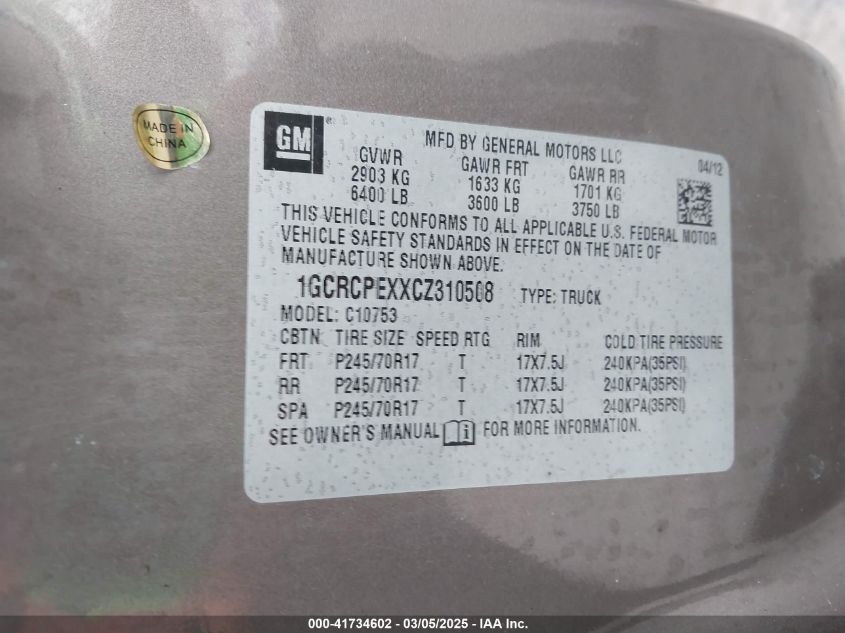 MADE IN
CHINA
GM ®
MFD BY GENERAL MOTORS LLC
04/12
GVWR GAWR FRT GAWR RR
2903 KG 1633 KG 1701 KG
6400 LB 3600 LB 3750 LB
THIS VEHICLE CONFORMS TO ALL APPLICABLE U.S. FEDERAL MOTOR
VEHICLE SAFETY STANDARDS IN EFFECT ON THE DATE OF
MANUFACTURE SHOWN ABOVE.
1GCRCPEXXCZ310508 TYPE: TRUCK
MODEL: C10753
CBTN TIRE SIZE SPEED RTG RIM COLD TIRE PRESSURE
FRT P245/70R17 T 17X7.5J 240KPA(35PSI)
RR P245/70R17 T 17X7.5J 240KPA(35PSI)
SPA P245/70R17 T 17X7.5J 240KPA(35PSI)
SEE OWNER'S MANUAL i FOR MORE INFORMATION.
000-41734602 - 03/05/2025 - IAA Inc.